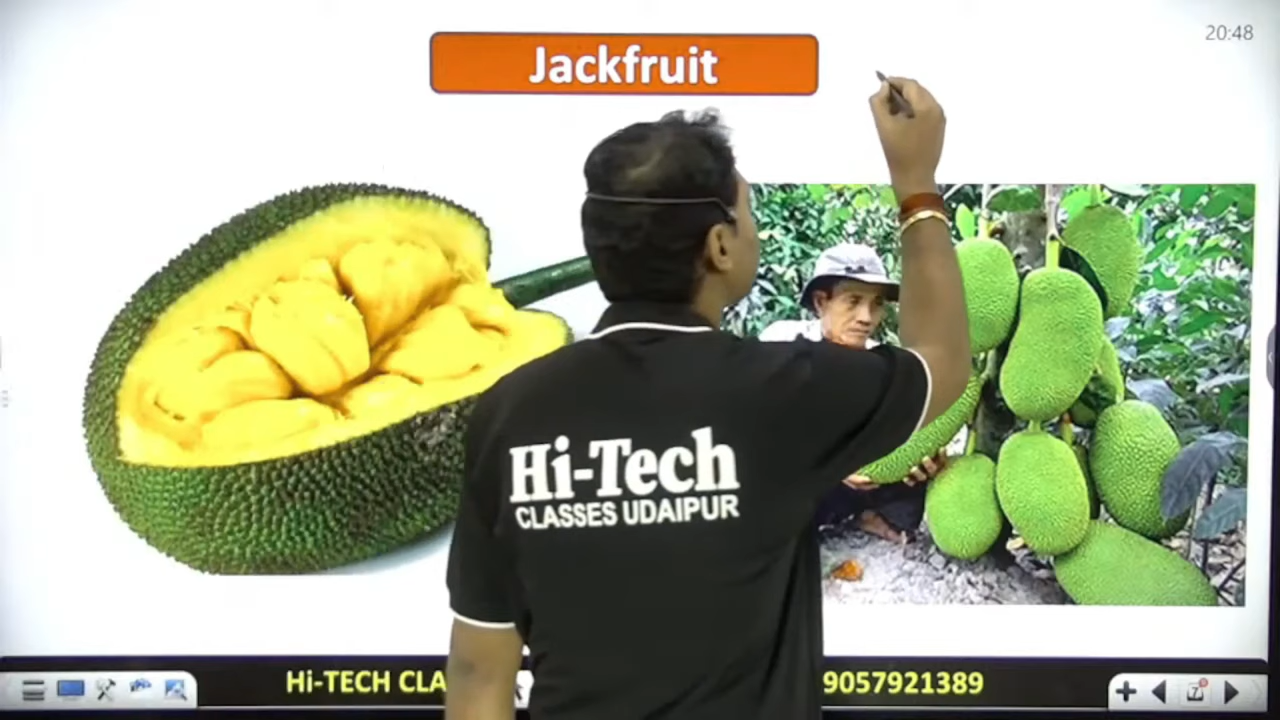 20:48
Jackfruit
Hi-Tech
CLASSES UDAIPUR
Hi-TECH CLA
9057921389